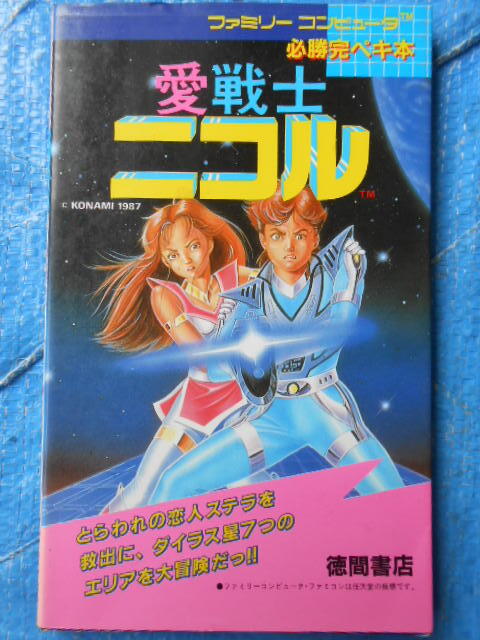 ファミリー コンピュータ™
必勝完ペキ本
愛戦士
ニコル™
© KONAMI 1987
とらわれの恋人ステラを
救出に、ダイラス星7つの
エリアを大冒険だっ!!
徳間書店
●ファミリーコンピュータ・ファミコンは任天堂の商標です。